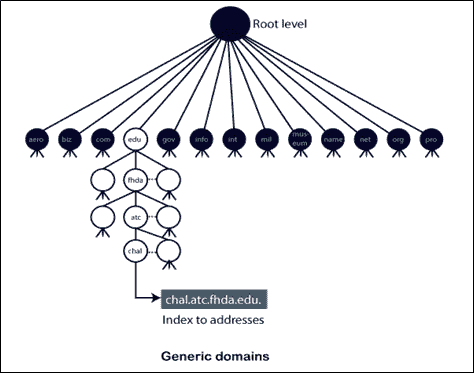 Root level
aero biz com edu gov info int mil mus-
eum name net org pro
fhda
atc
chal
chal.atc.fhda.edu.
Index to addresses
Generic domains